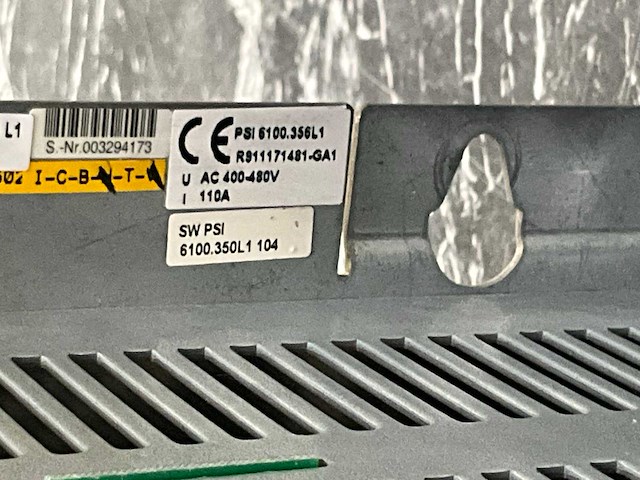 L1
S.-Nr.003294173
I-C-B- -T-
CE PSI 6100.356L1
R911171481-GA1
U AC 400-480V
I 110A
SW PSI
6100.350L1 104